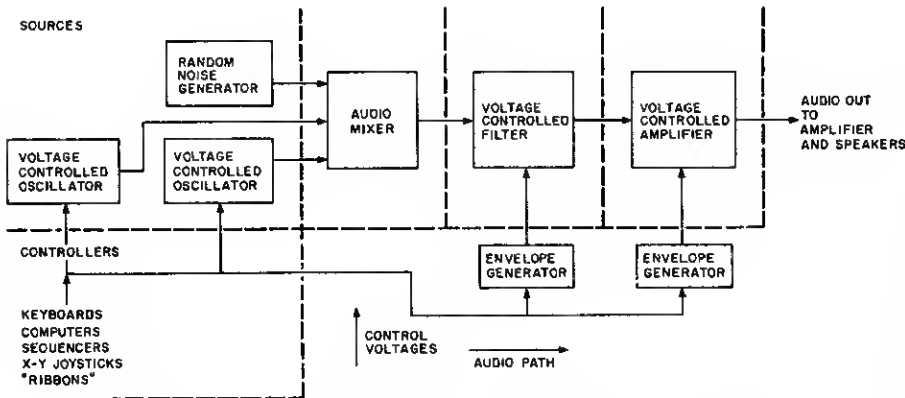 SOURCES
RANDOM
NOISE
GENERATOR
AUDIO
MIXER
VOLTAGE
CONTROLLED
FILTER
VOLTAGE
CONTROLLED
AMPLIFIER
AUDIO OUT
TO
AMPLIFIER
AND SPEAKERS
VOLTAGE
CONTROLLED
OSCILLATOR
VOLTAGE
CONTROLLED
OSCILLATOR
CONTROLLERS
ENVELOPE
GENERATOR
ENVELOPE
GENERATOR
KEYBOARDS
COMPUTERS
SEQUENCERS
X-Y JOYSTICKS
"RIBBONS"
CONTROL
VOLTAGES
AUDIO PATH